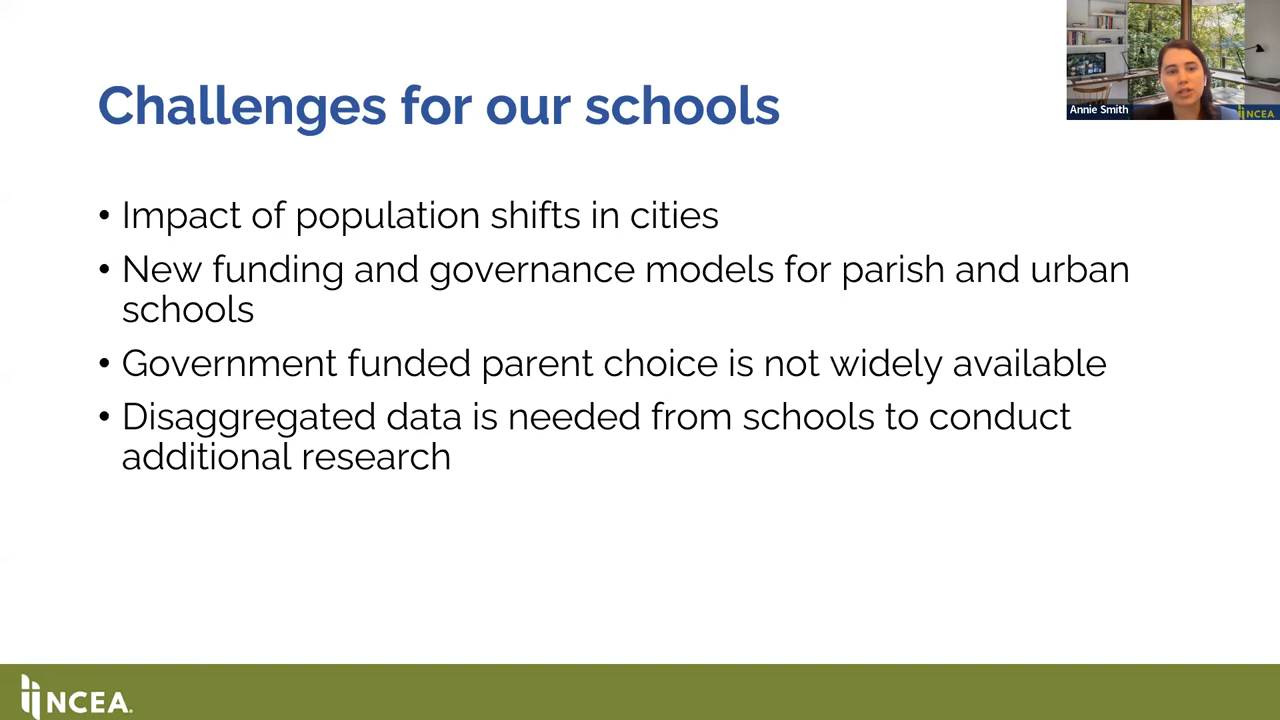 Challenges for our schools
Annie Smith
NCEA
• Impact of population shifts in cities
• New funding and governance models for parish and urban
schools
• Government funded parent choice is not widely available
• Disaggregated data is needed from schools to conduct
additional research
NCEA.